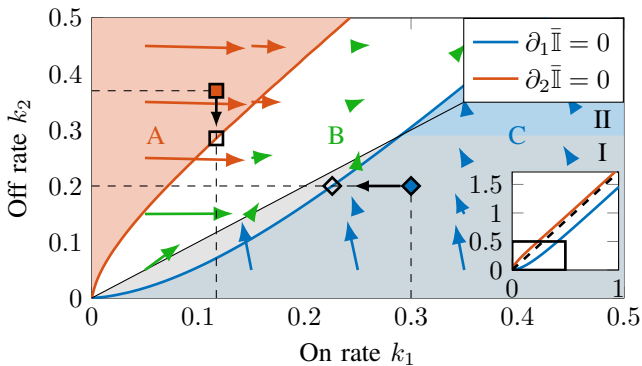 0.5
0.4
0.3
0.2
0.1
0
Off rate k₂
∂₁𝕀̄ = 0
∂₂𝕀̄ = 0
A
B
C
II
I
1.5
1
0.5
0
0
1
0
0.1
0.2
0.3
0.4
0.5
On rate k₁